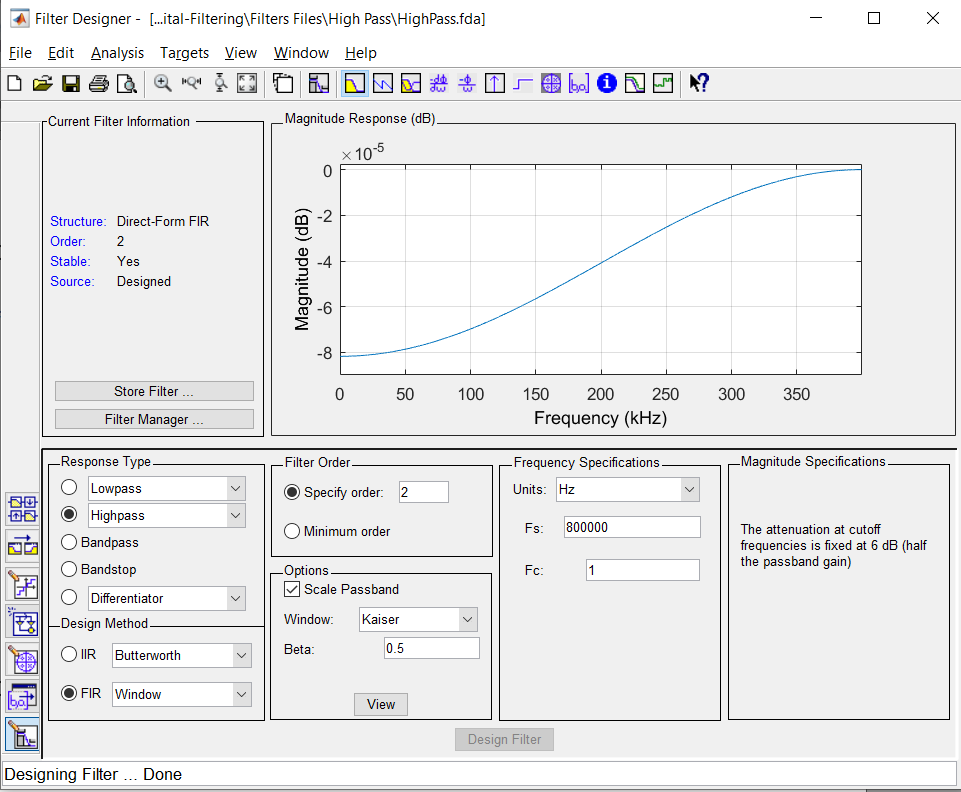 Filter Designer - [...ital-Filtering\Filters Files\High Pass\HighPass.fda]
File Edit Analysis Targets View Window Help
Current Filter Information
Structure: Direct-Form FIR
Order: 2
Stable: Yes
Source: Designed
Store Filter ...
Filter Manager ...
Magnitude Response (dB)
×10-5
0
-2
-4
-6
-8
Magnitude (dB)
0 50 100 150 200 250 300 350
Frequency (kHz)
Response Type
Lowpass
Highpass
Bandpass
Bandstop
Differentiator
Design Method
IIR Butterworth
FIR Window
Filter Order
Specify order: 2
Minimum order
Options
Scale Passband
Window: Kaiser
Beta: 0.5
View
Frequency Specifications
Units: Hz
Fs: 800000
Fc: 1
Magnitude Specifications
The attenuation at cutoff
frequencies is fixed at 6 dB (half
the passband gain)
Design Filter
Designing Filter ... Done